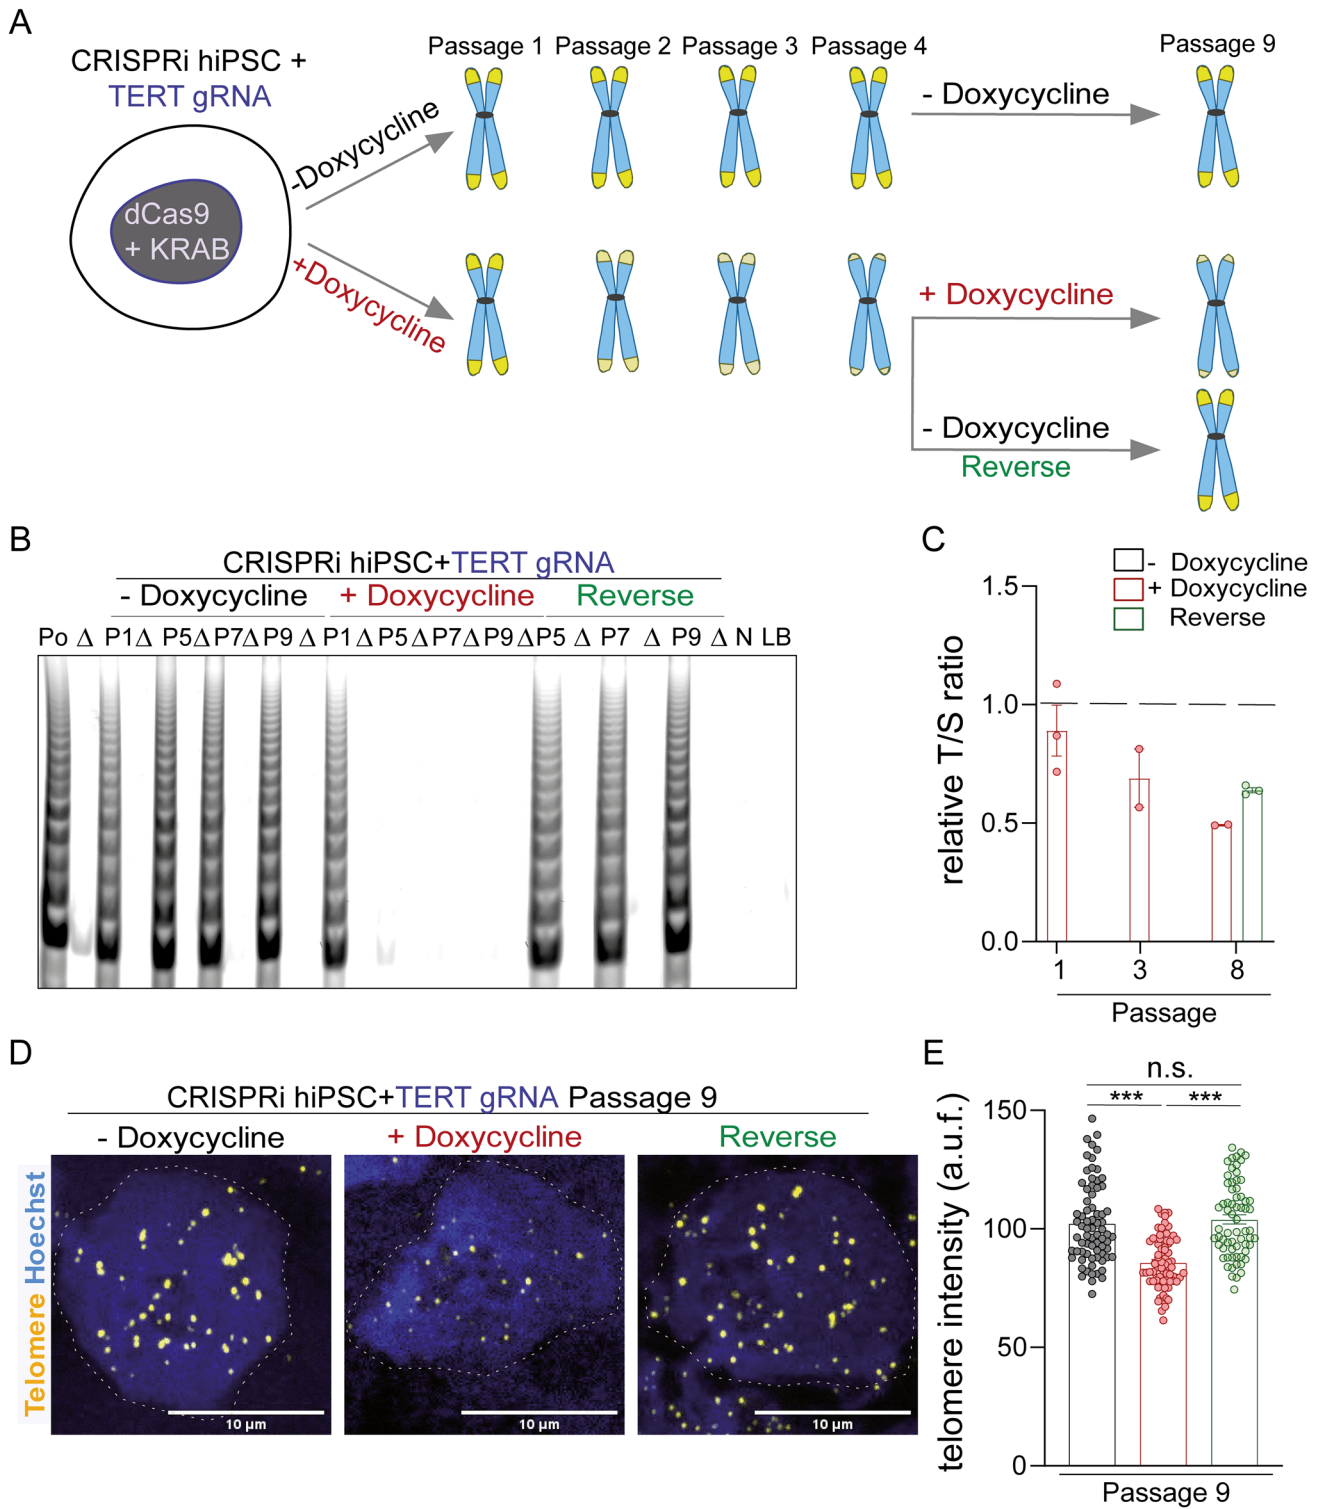 A
CRISPRi hiPSC +
TERT gRNA
dCas9
+ KRAB
-Doxycycline
+Doxycycline
Passage 1 Passage 2 Passage 3 Passage 4 Passage 9
- Doxycycline
+ Doxycycline
- Doxycycline
Reverse
B
CRISPRi hiPSC+TERT gRNA
- Doxycycline + Doxycycline Reverse
Po Δ P1Δ P5ΔP7ΔP9 Δ P1Δ P5ΔP7ΔP9 ΔP5 Δ P7 Δ P9 Δ N LB
C
- Doxycycline
+ Doxycycline
Reverse
relative T/S ratio
1.5
1.0
0.5
0.0
1 3 8
Passage
D
CRISPRi hiPSC+TERT gRNA Passage 9
- Doxycycline + Doxycycline Reverse
Telomere Hoechst
10 µm 10 µm 10 µm
E
telomere intensity (a.u.f.)
n.s.
*** ***
150
100
50
0
Passage 9